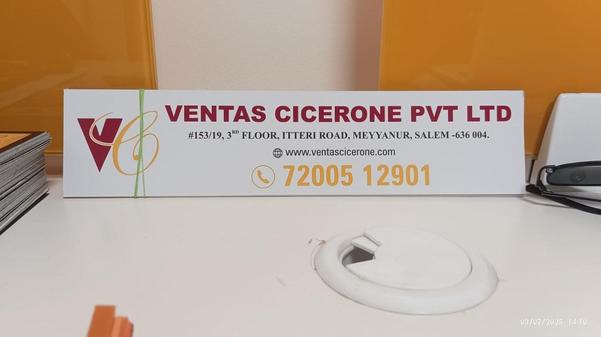 VC
VENTAS CICERONE PVT LTD
#153/19, 3RD FLOOR, ITTERI ROAD, MEYYANUR, SALEM -636 004.
www.ventascicerone.com
72005 12901
03/07/2025 14:10